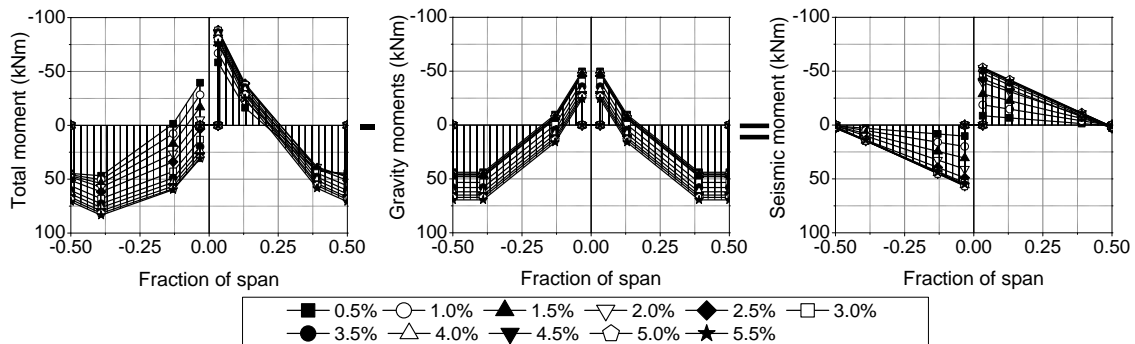 -100
-50
0
50
100
Total moment (kNm)
-0.50 -0.25 0.00 0.25 0.50
Fraction of span
-
-100
-50
0
50
100
Gravity moments (kNm)
-0.50 -0.25 0.00 0.25 0.50
Fraction of span
=
-100
-50
0
50
100
Seismic moment (kNm)
-0.50 -0.25 0.00 0.25 0.50
Fraction of span
0.5% 1.0% 1.5% 2.0% 2.5% 3.0%
3.5% 4.0% 4.5% 5.0% 5.5%